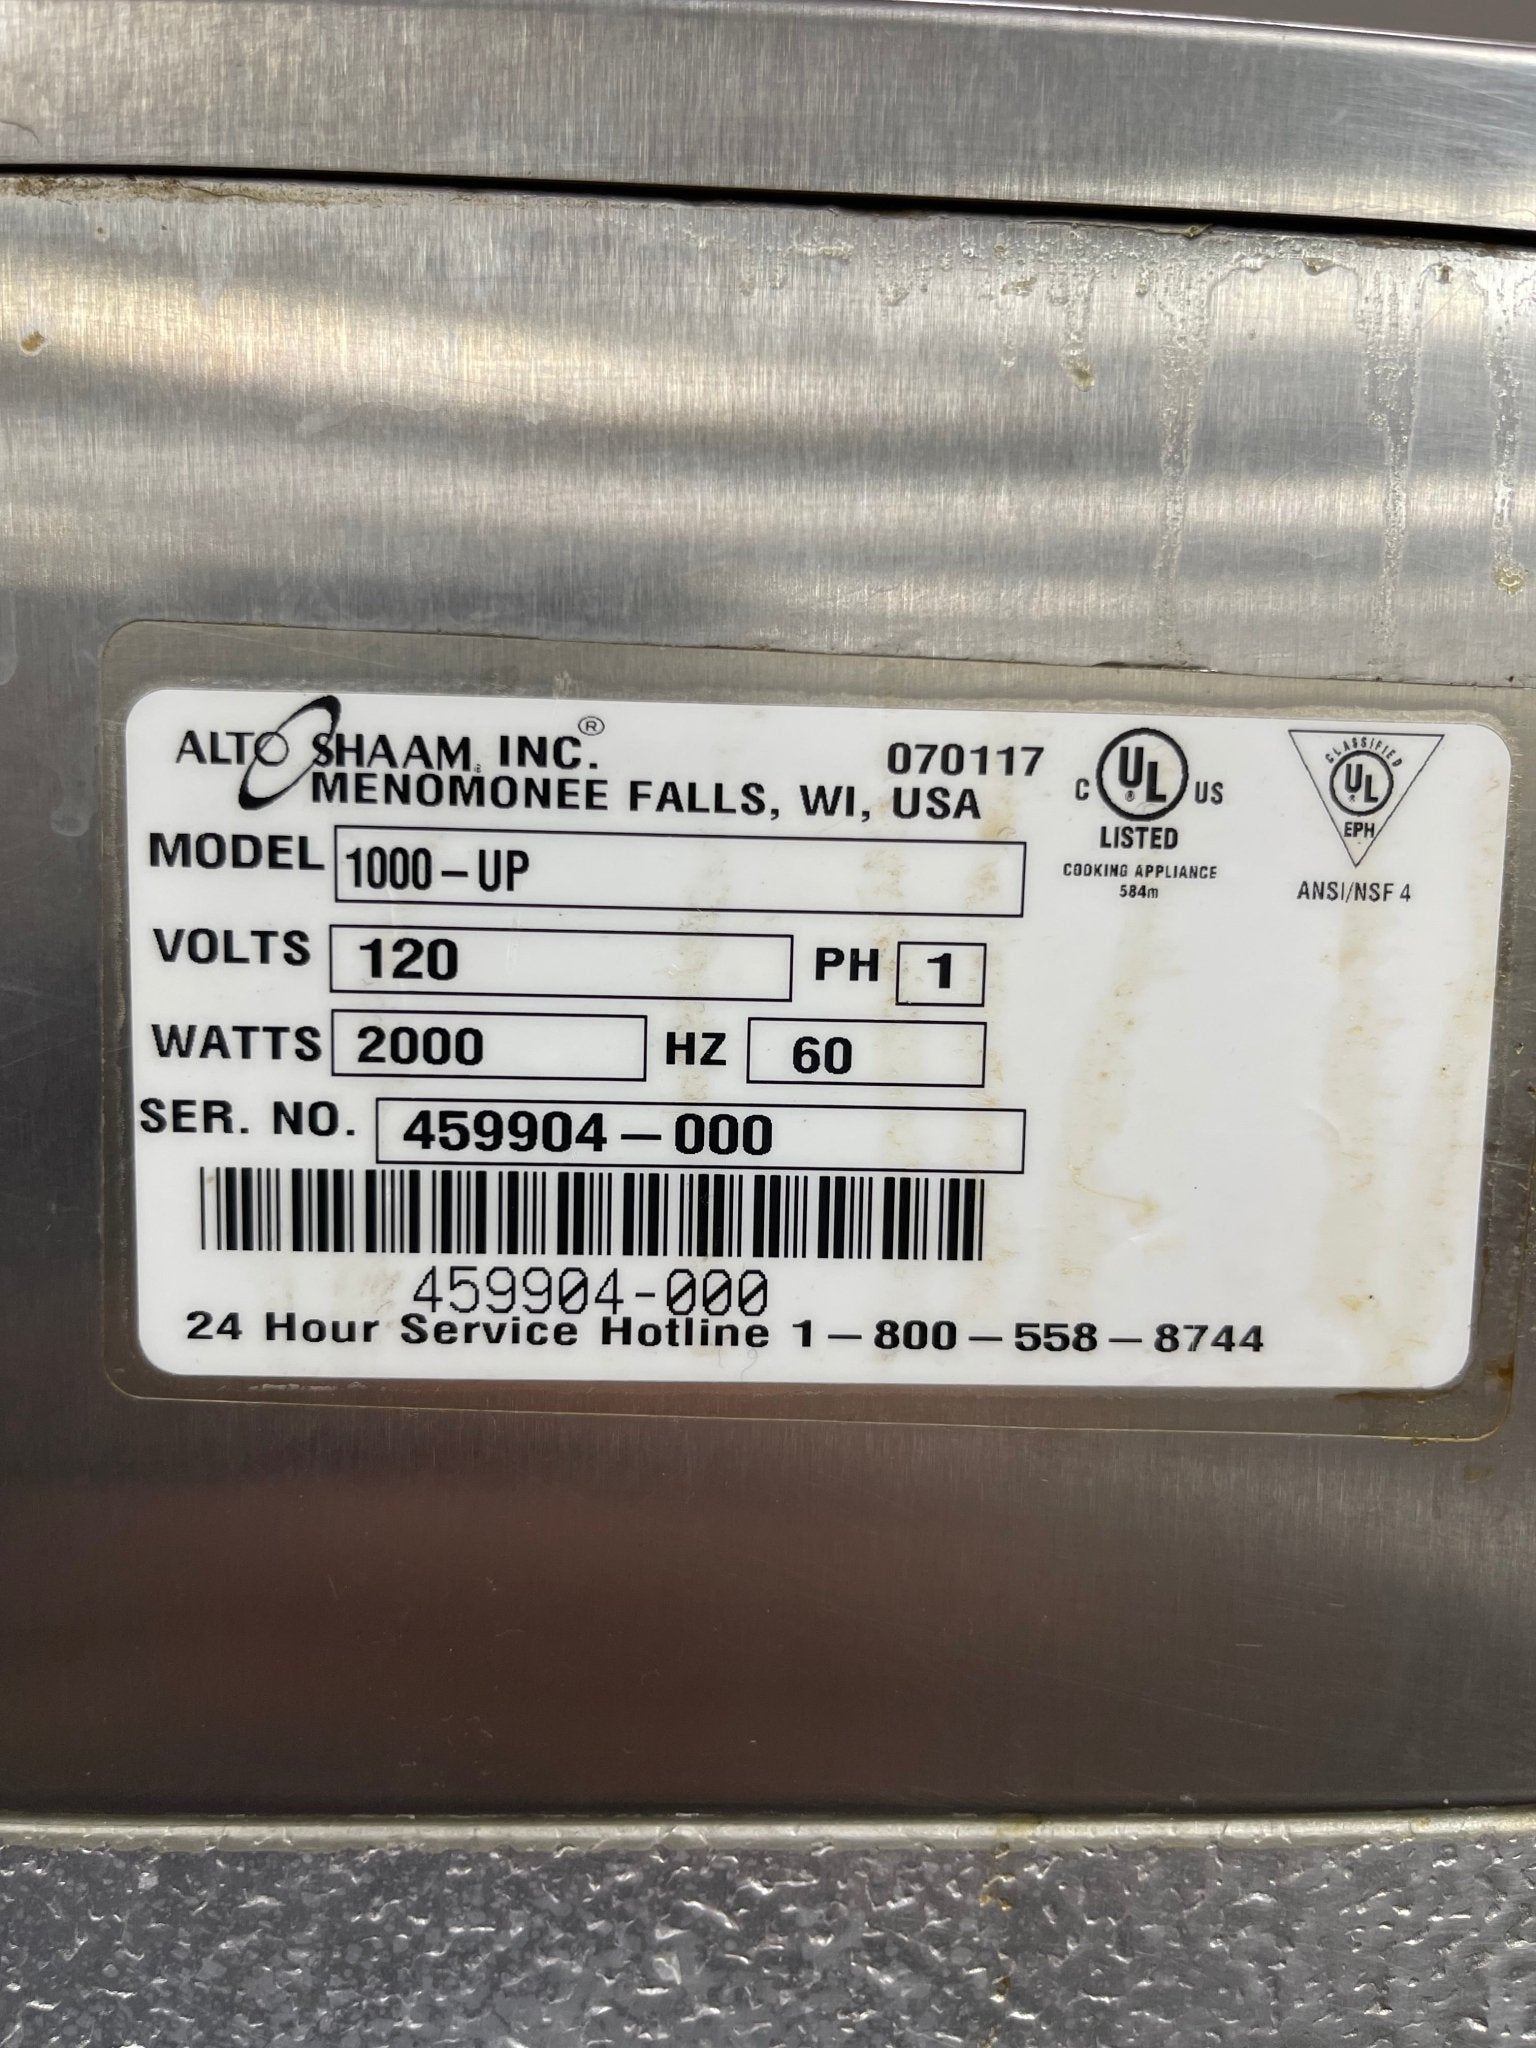 ALTO SHAAM, INC.®
070117
MENOMONEE FALLS, WI, USA
C UL® US
LISTED
COOKING APPLIANCE
584m
CLASSIFIED
UL®
EPH
ANSI/NSF 4
MODEL 1000-UP
VOLTS 120 PH 1
WATTS 2000 HZ 60
SER. NO. 459904-000
459904-000
24 Hour Service Hotline 1-800-558-8744